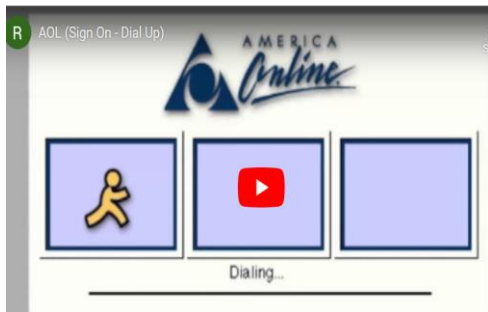 R
AOL (Sign On - Dial Up)
AMERICA
Online
Dialing...